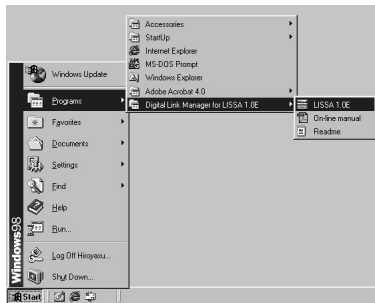 Accessories
StartUp
Internet Explorer
MS-DOS Prompt
Windows Explorer
Adobe Acrobat 4.0
Digital Link Manager for LISSA 1.0E
LISSA 1.0E
On-line manual
Readme
Windows Update
Programs
Favorites
Documents
Settings
Find
Help
Run...
Log Off Hiroyasu...
Shut Down...
Windows98
Start